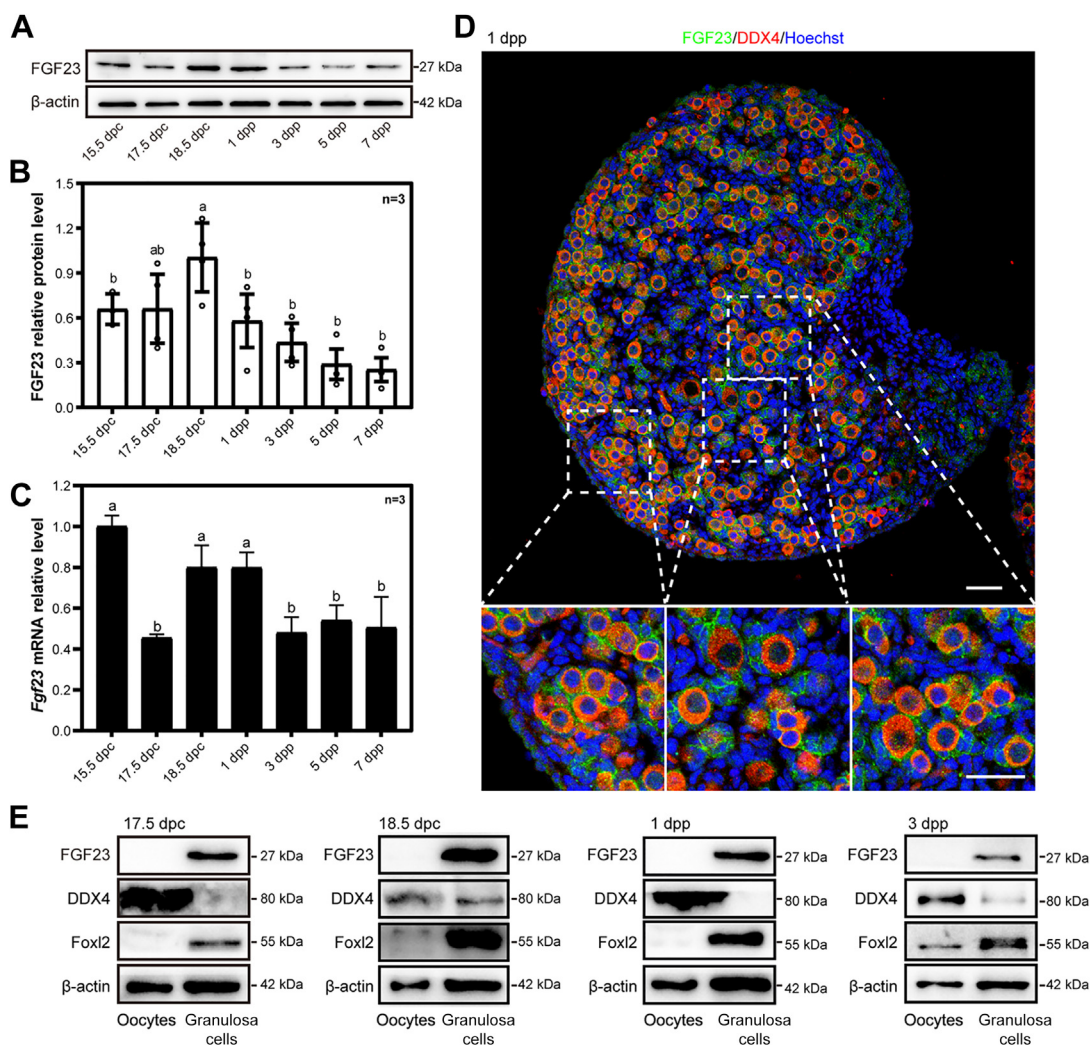 A
FGF23
27 kDa
β-actin
42 kDa
15.5 dpc
17.5 dpc
18.5 dpc
1 dpp
3 dpp
5 dpp
7 dpp
B
FGF23 relative protein level
1.5
1.2
0.9
0.6
0.3
0.0
n=3
b
ab
a
b
b
b
b
15.5 dpc
17.5 dpc
18.5 dpc
1 dpp
3 dpp
5 dpp
7 dpp
C
Fgf23 mRNA relative level
1.2
1.0
0.8
0.6
0.4
0.2
0.0
n=3
a
b
a
a
b
b
b
15.5 dpc
17.5 dpc
18.5 dpc
1 dpp
3 dpp
5 dpp
7 dpp
D
1 dpp
FGF23/DDX4/Hoechst
E
17.5 dpc
FGF23
27 kDa
DDX4
80 kDa
Foxl2
55 kDa
β-actin
42 kDa
Oocytes
Granulosa
cells
18.5 dpc
FGF23
27 kDa
DDX4
80 kDa
Foxl2
55 kDa
β-actin
42 kDa
Oocytes
Granulosa
cells
1 dpp
FGF23
27 kDa
DDX4
80 kDa
Foxl2
55 kDa
β-actin
42 kDa
Oocytes
Granulosa
cells
3 dpp
FGF23
27 kDa
DDX4
80 kDa
Foxl2
55 kDa
β-actin
42 kDa
Oocytes
Granulosa
cells